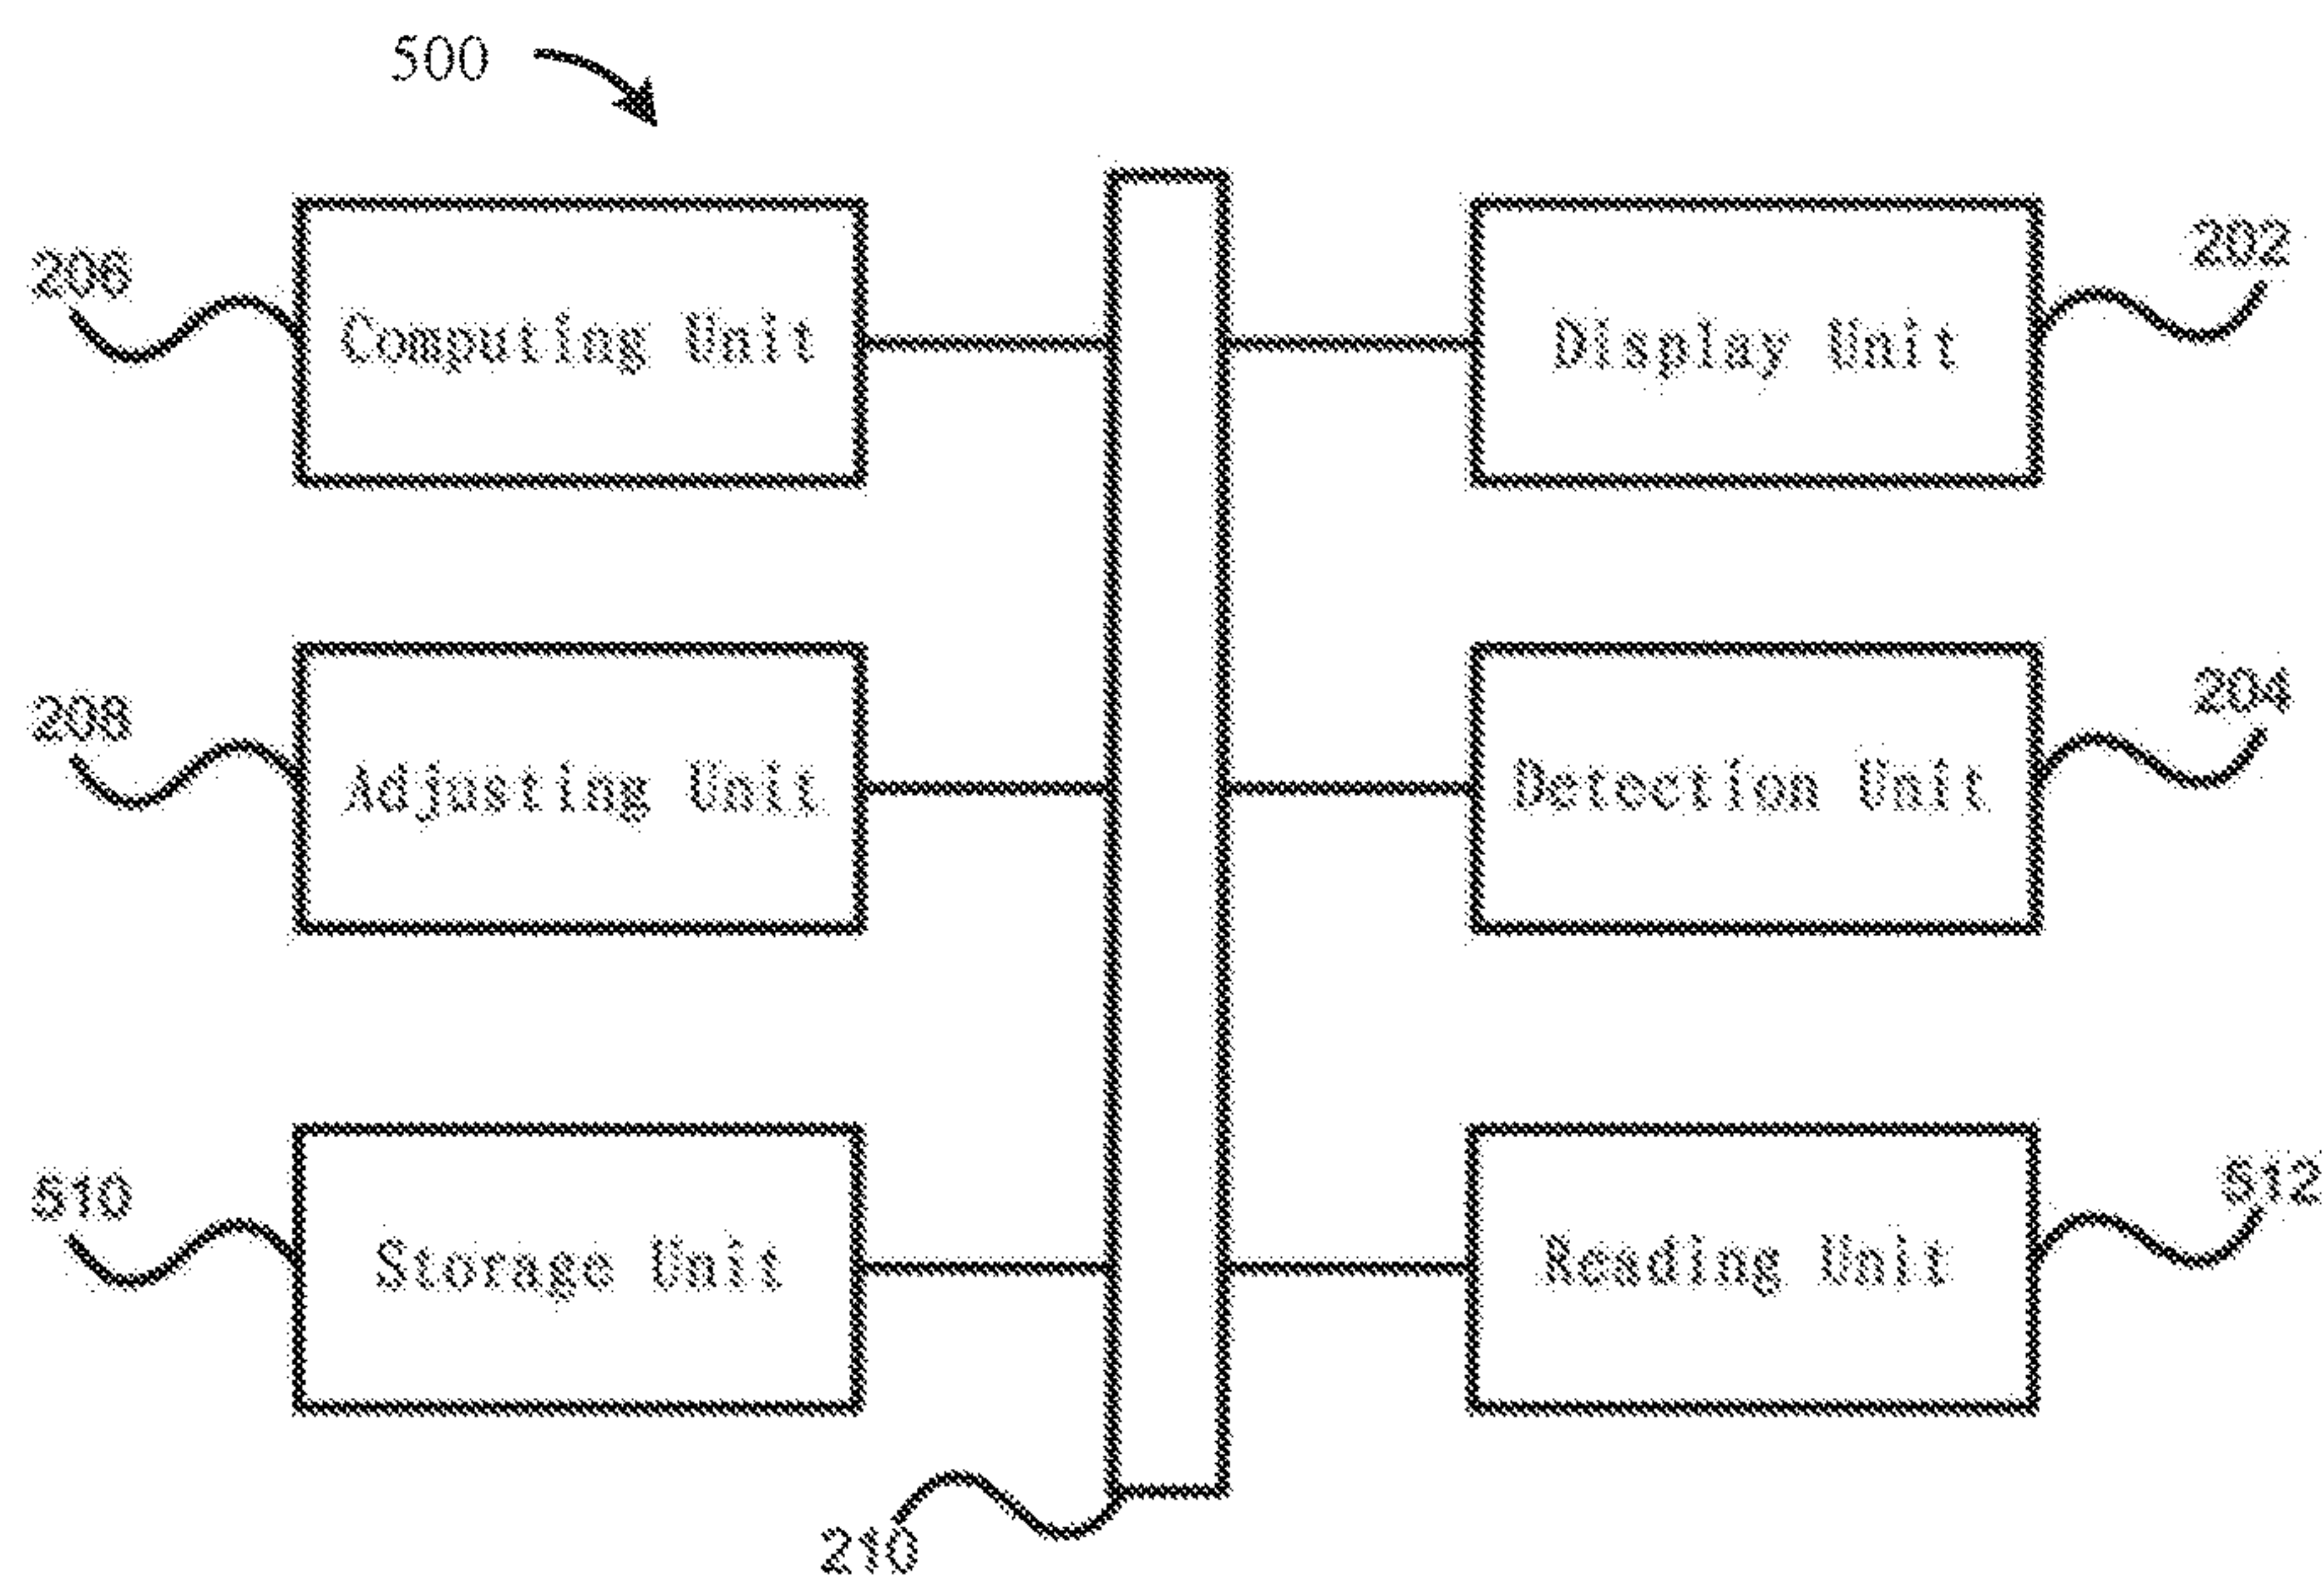 500
206
Computing Unit
Display Unit
202
208
Adjusting Unit
Detection Unit
204
510
Storage Unit
Reading Unit
512
210